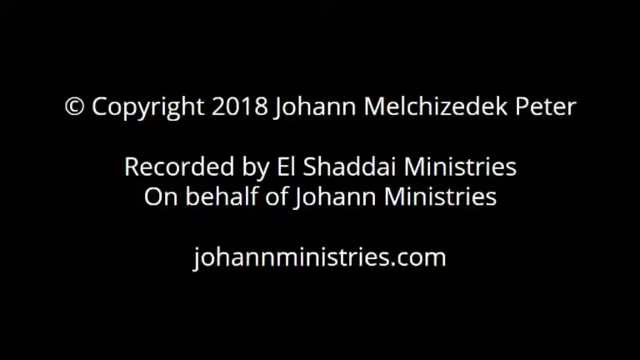 © Copyright 2018 Johann Melchizedek Peter
Recorded by El Shaddai Ministries
On behalf of Johann Ministries
johannministries.com